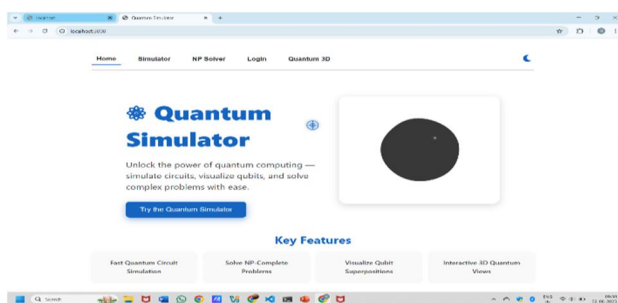 Quantum Simulator
Home Simulator NP Solver Login Quantum 3D
Quantum
Simulator
Unlock the power of quantum computing —
simulate circuits, visualize qubits, and solve
complex problems with ease.
Try the Quantum Simulator
Key Features
Fast Quantum Circuit
Simulation
Solve NP-Complete
Problems
Visualize Qubit
Superpositions
Interactive 3D Quantum
Views
Search